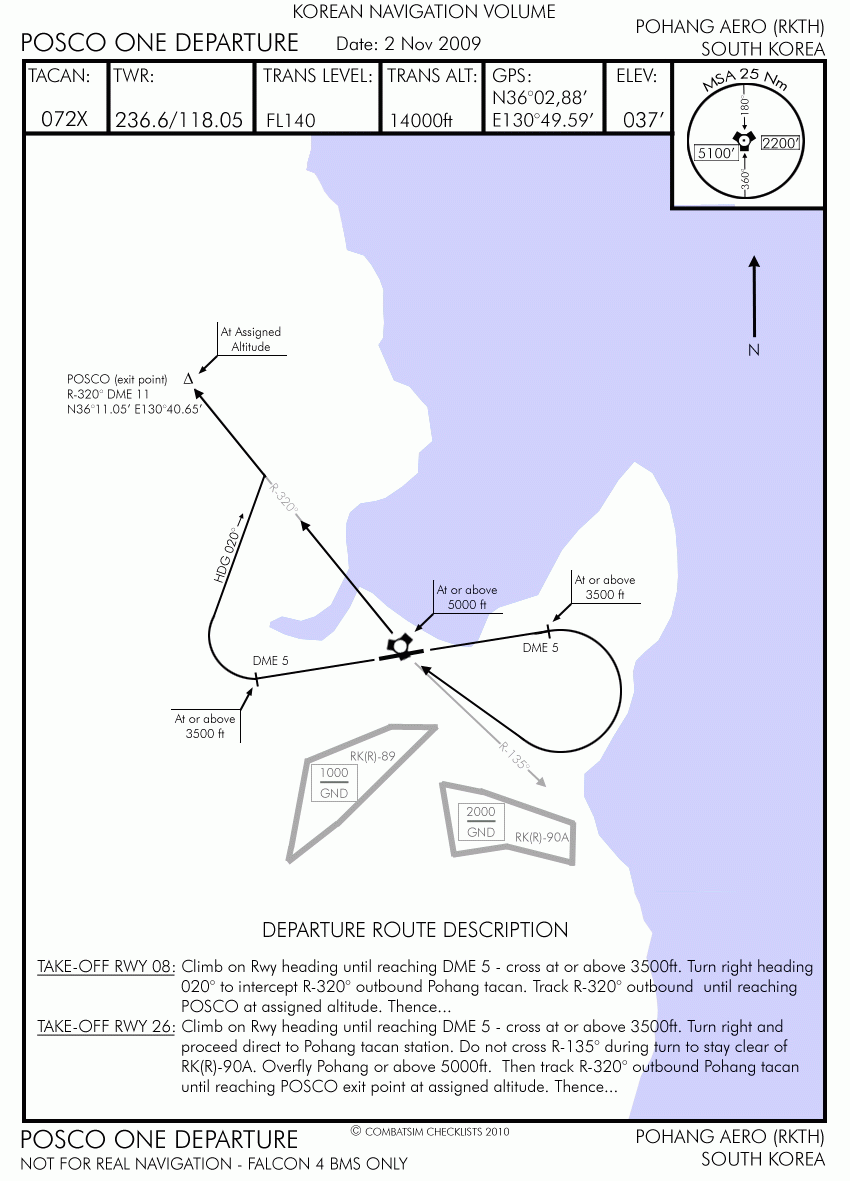 KOREAN NAVIGATION VOLUME
POSCO ONE DEPARTURE
Date: 2 Nov 2009
POHANG AERO (RKTH)
SOUTH KOREA
TACAN:
072X
TWR:
236.6/118.05
TRANS LEVEL:
FL140
TRANS ALT:
14000ft
GPS:
N36°02,88'
E130°49.59'
ELEV:
037'
MSA 25 Nm
180°
5100'
2200'
360°
N
At Assigned
Altitude
POSCO (exit point)
R-320° DME 11
N36°11.05' E130°40.65'
R-320°
HDG 020°
At or above
5000 ft
At or above
3500 ft
DME 5
DME 5
At or above
3500 ft
R-135°
RK(R)-89
1000
GND
2000
GND
RK(R)-90A
DEPARTURE ROUTE DESCRIPTION
TAKE-OFF RWY 08: Climb on Rwy heading until reaching DME 5 - cross at or above 3500ft. Turn right heading
020° to intercept R-320° outbound Pohang tacan. Track R-320° outbound until reaching
POSCO at assigned altitude. Thence...
TAKE-OFF RWY 26: Climb on Rwy heading until reaching DME 5 - cross at or above 3500ft. Turn right and
proceed direct to Pohang tacan station. Do not cross R-135° during turn to stay clear of
RK(R)-90A. Overfly Pohang or above 5000ft. Then track R-320° outbound Pohang tacan
until reaching POSCO exit point at assigned altitude. Thence...
POSCO ONE DEPARTURE
NOT FOR REAL NAVIGATION - FALCON 4 BMS ONLY
© COMBATSIM CHECKLISTS 2010
POHANG AERO (RKTH)
SOUTH KOREA